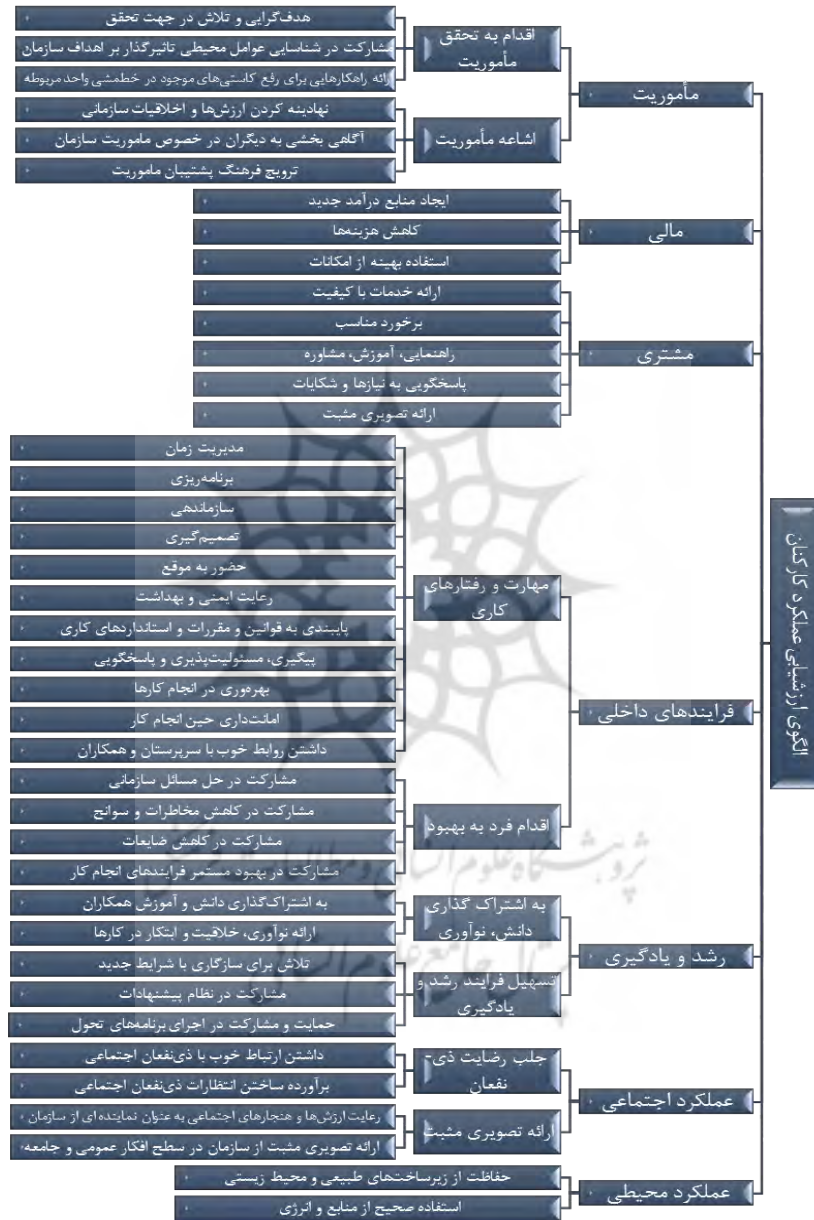 الگوی ارزشیابی عملکرد کارکنان
مأموریت
اقدام به تحقق
مأموریت
هدف‌گرایی و تلاش در جهت تحقق
مشارکت در شناسایی عوامل محیطی تاثیرگذار بر اهداف سازمان
ارائه راهکارهایی برای رفع کاستی‌های موجود در خطمشی واحد مربوطه
اشاعه مأموریت
نهادینه کردن ارزش‌ها و اخلاقیات سازمانی
آگاهی بخشی به دیگران در خصوص ماموریت سازمان
ترویج فرهنگ پشتیبان ماموریت
مالی
ایجاد منابع درآمد جدید
کاهش هزینه‌ها
استفاده بهینه از امکانات
مشتری
ارائه خدمات با کیفیت
برخورد مناسب
راهنمایی، آموزش، مشاوره
پاسخگویی به نیازها و شکایات
ارائه تصویری مثبت
فرایندهای داخلی
مهارت و رفتارهای
کاری
مدیریت زمان
برنامه‌ریزی
سازماندهی
تصمیم‌گیری
حضور به موقع
رعایت ایمنی و بهداشت
پایبندی به قوانین و مقررات و استانداردهای کاری
پیگیری، مسئولیت‌پذیری و پاسخگویی
بهره‌وری در انجام کارها
امانت‌داری حین انجام کار
داشتن روابط خوب با سرپرستان و همکاران
اقدام فرد به بهبود
مشارکت در حل مسائل سازمانی
مشارکت در کاهش مخاطرات و سوانح
مشارکت در کاهش ضایعات
مشارکت در بهبود مستمر فرایندهای انجام کار
رشد و یادگیری
به اشتراک گذاری
دانش، نوآوری
به اشتراک‌گذاری دانش و آموزش همکاران
ارائه نوآوری، خلاقیت و ابتکار در کارها
تسهیل فرایند رشد و
یادگیری
تلاش برای سازگاری با شرایط جدید
مشارکت در نظام پیشنهادات
حمایت و مشارکت در اجرای برنامه‌های تحول
عملکرد اجتماعی
جلب رضایت ذی-
نفعان
داشتن ارتباط خوب با ذی‌نفعان اجتماعی
برآورده ساختن انتظارات ذی‌نفعان اجتماعی
ارائه تصویری مثبت
رعایت ارزش‌ها و هنجارهای اجتماعی به عنوان نماینده ای از سازمان
ارائه تصویری مثبت از سازمان در سطح افکار عمومی و جامعه
عملکرد محیطی
حفاظت از زیرساختهای طبیعی و محیط زیستی
استفاده صحیح از منابع و انرژی
پژوهشگاه علوم انسانی و مطالعات فرهنگی
پرتال جامع علوم انسانی